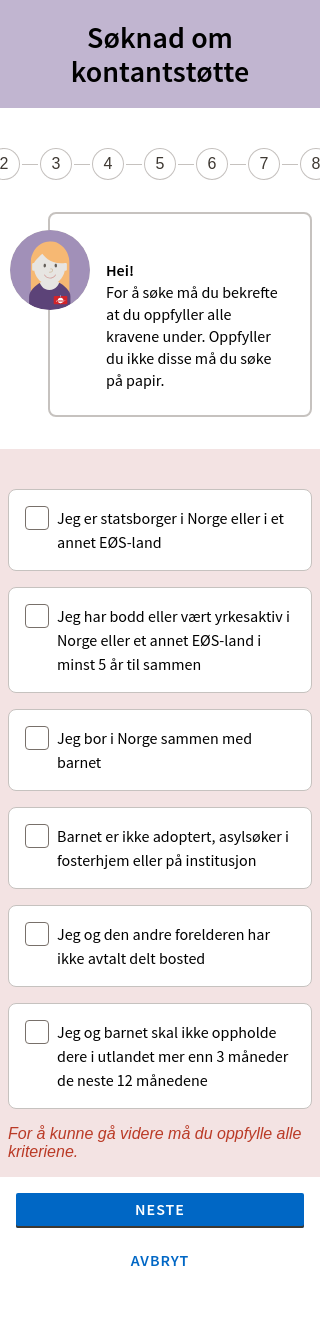 Søknad om
kontantstøtte
2 3 4 5 6 7 8
Hei!
For å søke må du bekrefte
at du oppfyller alle
kravene under. Oppfyller
du ikke disse må du søke
på papir.
Jeg er statsborger i Norge eller i et
annet EØS-land
Jeg har bodd eller vært yrkesaktiv i
Norge eller et annet EØS-land i
minst 5 år til sammen
Jeg bor i Norge sammen med
barnet
Barnet er ikke adoptert, asylsøker i
fosterhjem eller på institusjon
Jeg og den andre forelderen har
ikke avtalt delt bosted
Jeg og barnet skal ikke oppholde
dere i utlandet mer enn 3 måneder
de neste 12 månedene
For å kunne gå videre må du oppfylle alle
kriteriene.
NESTE
AVBRYT